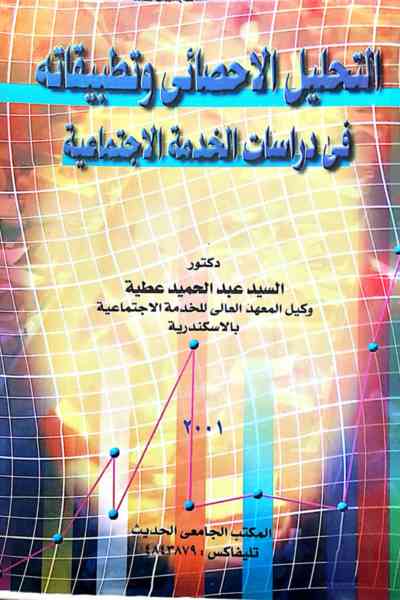 التحليل الاحصائى وتطبيقاته
فى دراسات الخدمة الاجتماعية
دكتور
السيد عبد الحميد عطية
وكيل المعهد العالى للخدمة الاجتماعية
بالاسكندرية
٢٠٠١
المكتب الجامعى الحديث
تليفاكس : ٤٨٤٣٨٧٩